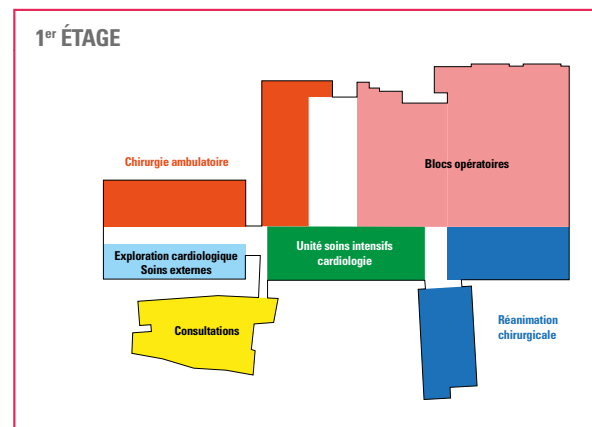 1er ÉTAGE
Chirurgie ambulatoire
Blocs opératoires
Unité soins intensifs
cardiologie
Exploration cardiologique
Soins externes
Consultations
Réanimation
chirurgicale